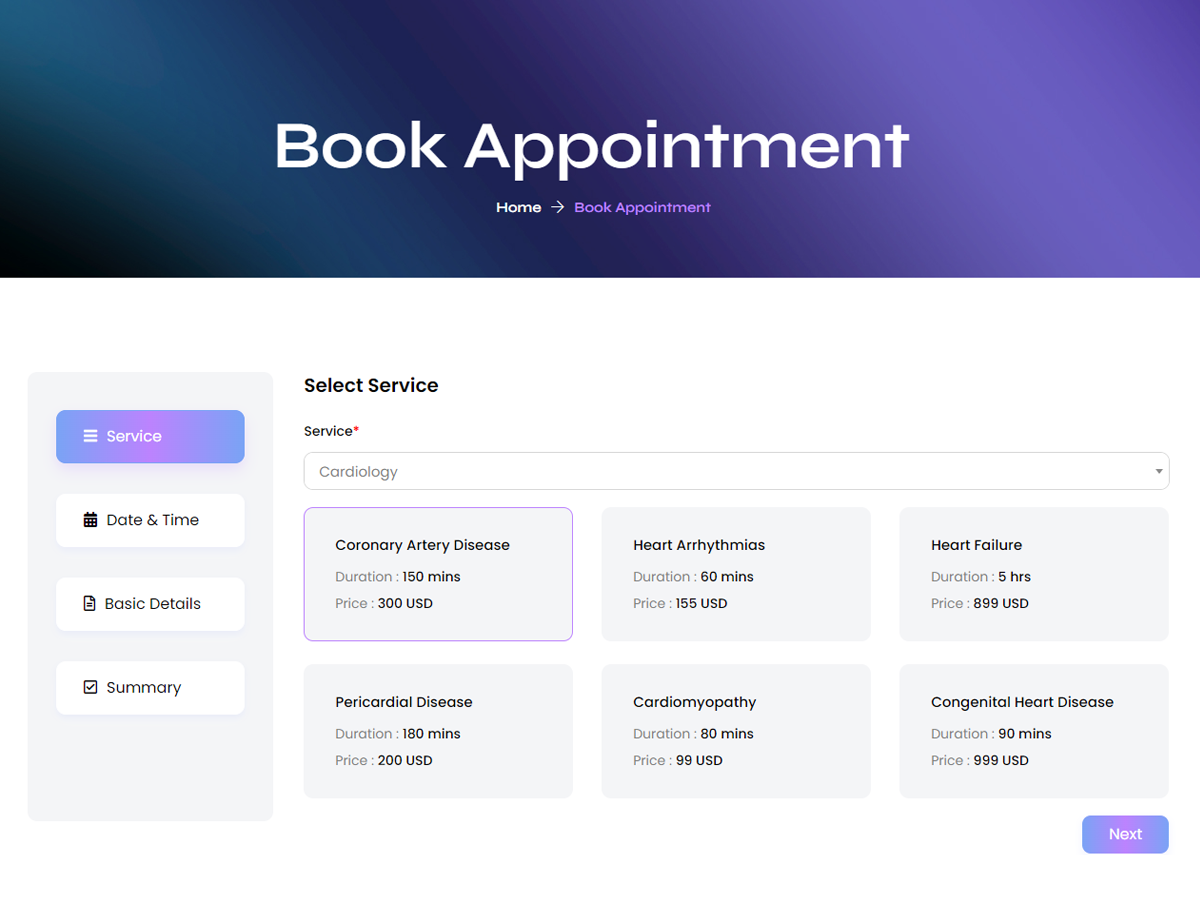 Book Appointment
Home → Book Appointment
Service
Date & Time
Basic Details
Summary
Select Service
Service*
Cardiology
Coronary Artery Disease
Duration : 150 mins
Price : 300 USD
Heart Arrhythmias
Duration : 60 mins
Price : 155 USD
Heart Failure
Duration : 5 hrs
Price : 899 USD
Pericardial Disease
Duration : 180 mins
Price : 200 USD
Cardiomyopathy
Duration : 80 mins
Price : 99 USD
Congenital Heart Disease
Duration : 90 mins
Price : 999 USD
Next